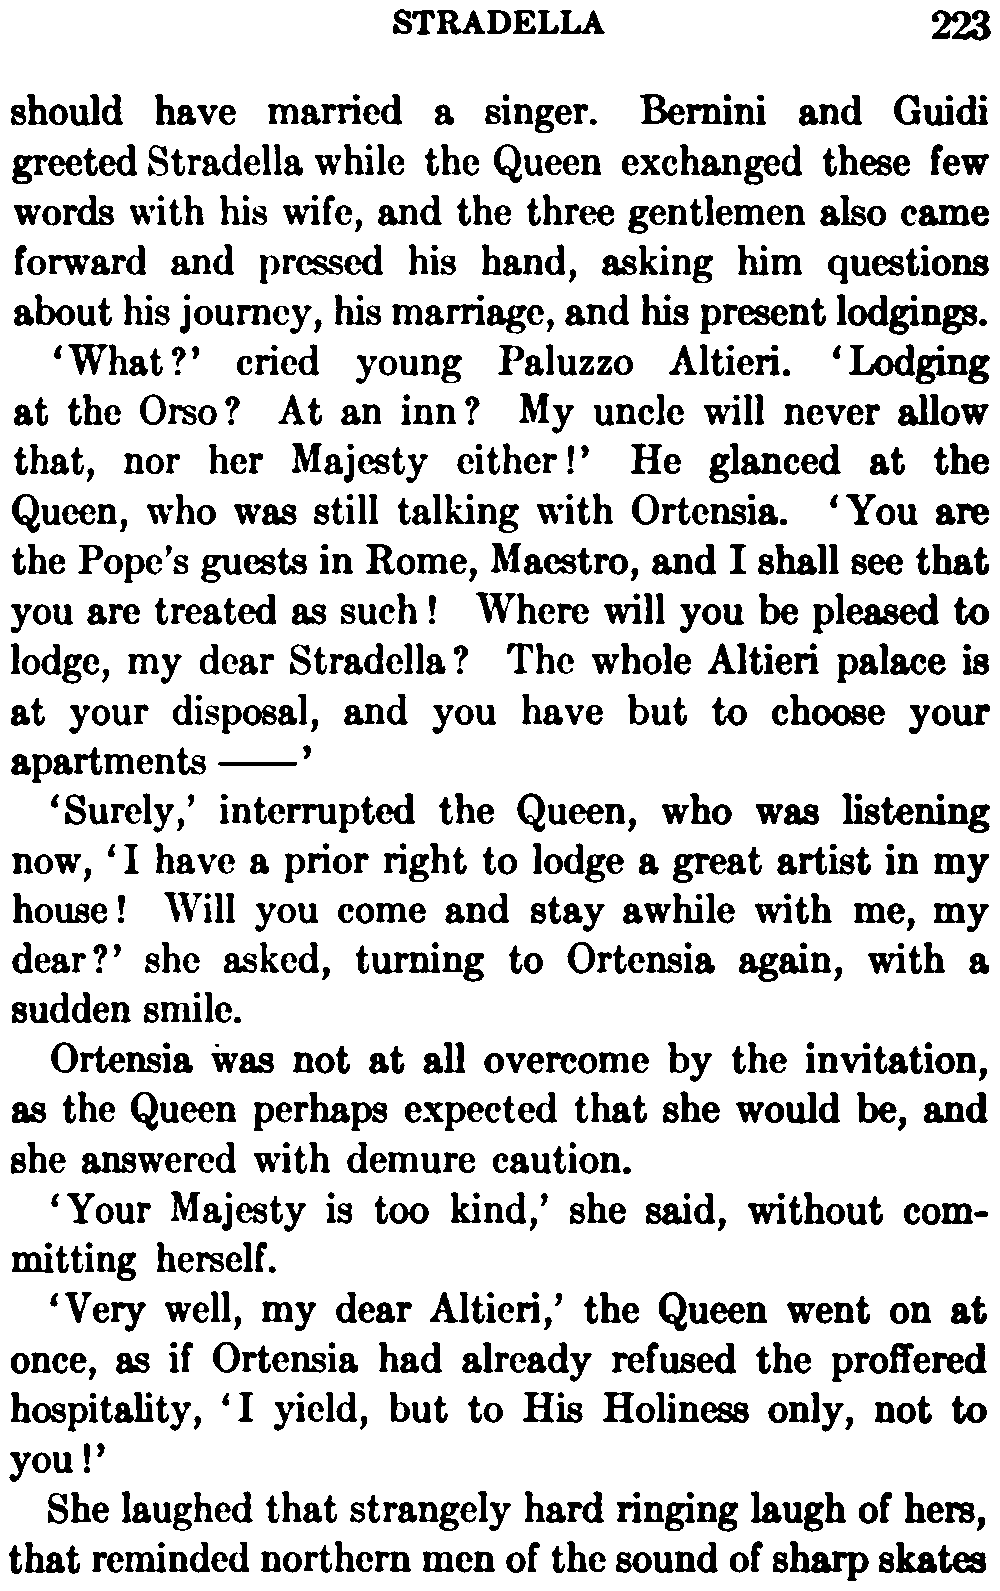 STRADELLA 223
should have married a singer. Bernini and Guidi
greeted Stradella while the Queen exchanged these few
words with his wife, and the three gentlemen also came
forward and pressed his hand, asking him questions
about his journey, his marriage, and his present lodgings.
'What?' cried young Paluzzo Altieri. 'Lodging
at the Orso? At an inn? My uncle will never allow
that, nor her Majesty either!' He glanced at the
Queen, who was still talking with Ortensia. 'You are
the Pope's guests in Rome, Maestro, and I shall see that
you are treated as such! Where will you be pleased to
lodge, my dear Stradella? The whole Altieri palace is
at your disposal, and you have but to choose your
apartments ——'
'Surely,' interrupted the Queen, who was listening
now, 'I have a prior right to lodge a great artist in my
house! Will you come and stay awhile with me, my
dear?' she asked, turning to Ortensia again, with a
sudden smile.
Ortensia was not at all overcome by the invitation,
as the Queen perhaps expected that she would be, and
she answered with demure caution.
'Your Majesty is too kind,' she said, without com-
mitting herself.
'Very well, my dear Altieri,' the Queen went on at
once, as if Ortensia had already refused the proffered
hospitality, 'I yield, but to His Holiness only, not to
you!'
She laughed that strangely hard ringing laugh of hers,
that reminded northern men of the sound of sharp skates